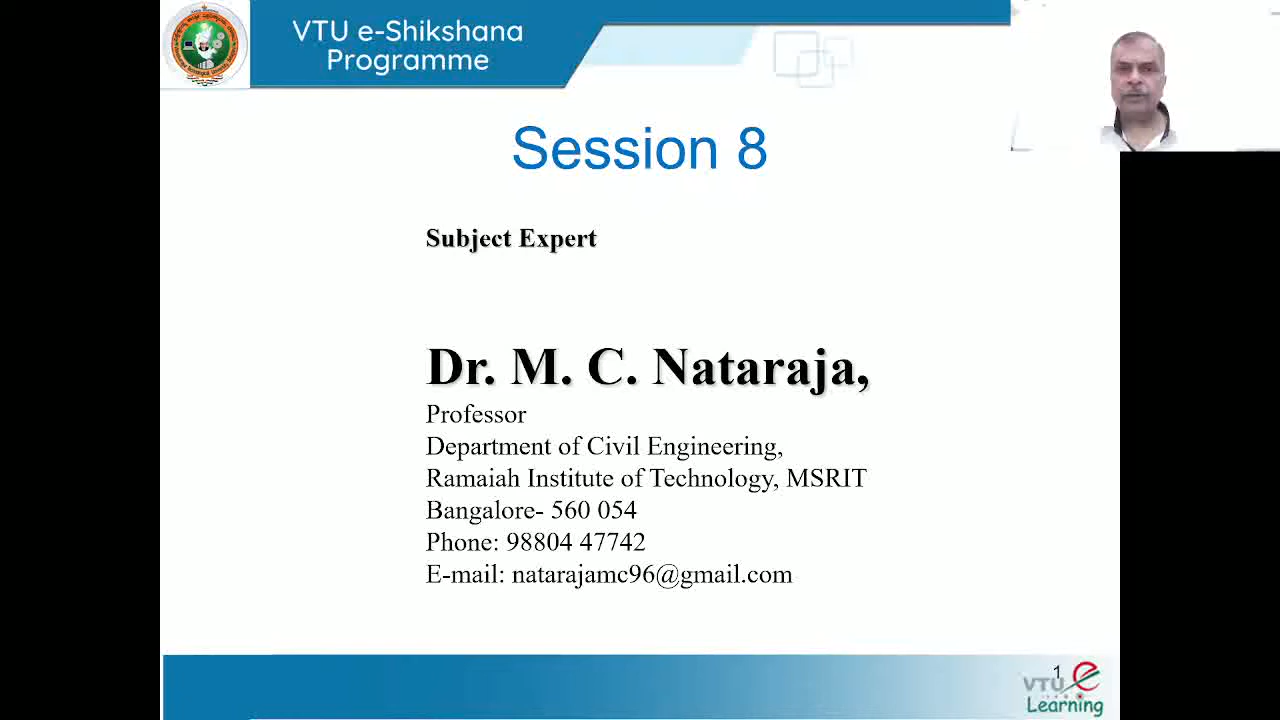 VTU e-Shikshana
Programme
Session 8
Subject Expert
Dr. M. C. Nataraja,
Professor
Department of Civil Engineering,
Ramaiah Institute of Technology, MSRIT
Bangalore- 560 054
Phone: 98804 47742
E-mail: natarajamc96@gmail.com
1
VTU e
Learning